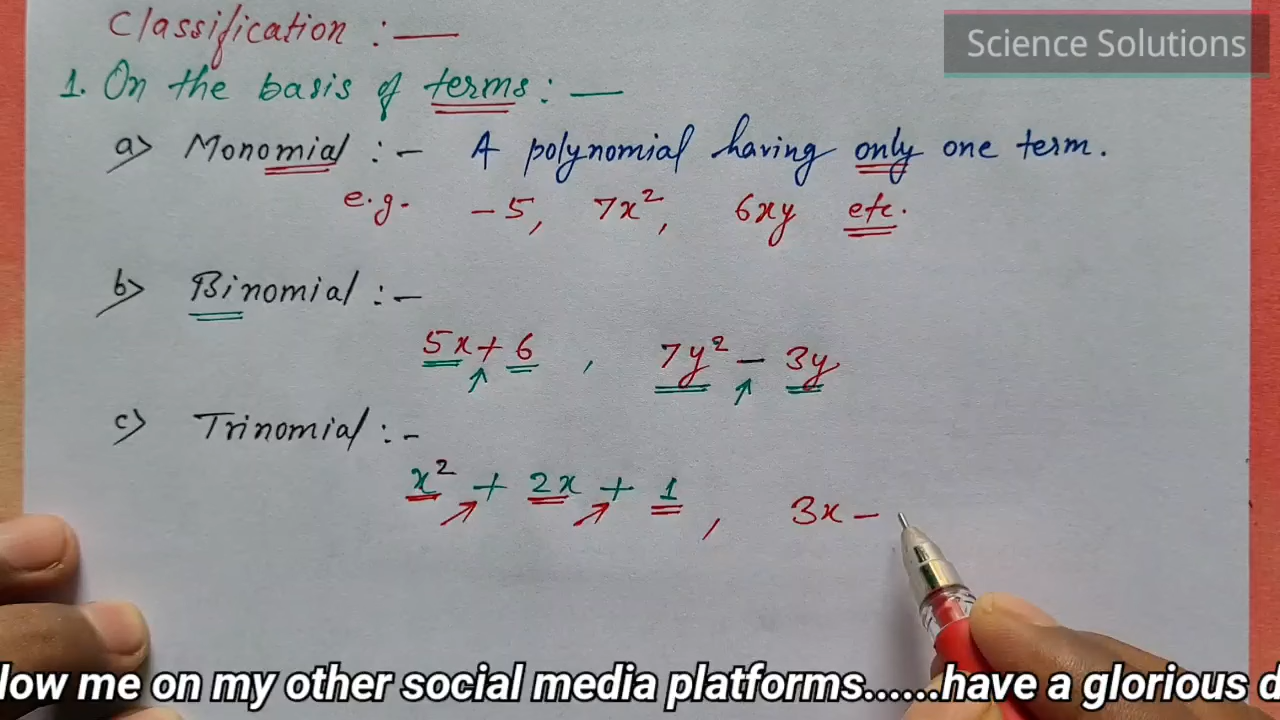 Classification :—
Science Solutions
1. On the basis of terms : —
a) Monomial :- A polynomial having only one term.
e.g. -5, 7x², 6xy etc.
b) Binomial :-
5x + 6 , 7y² - 3y
c) Trinomial :-
x² + 2x + 1 , 3x -
low me on my other social media platforms......have a glorious d